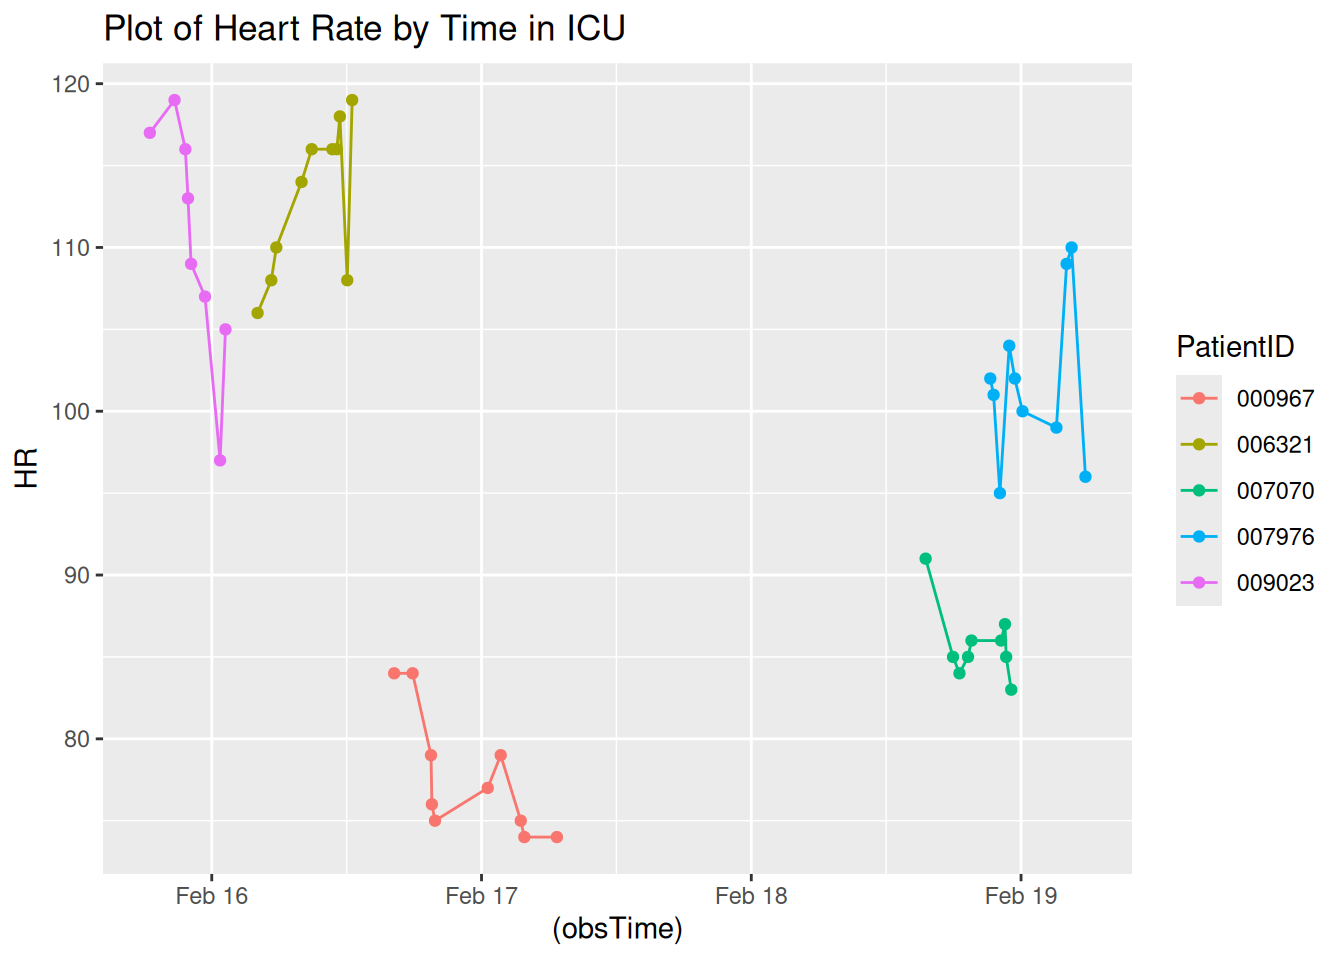 Plot of Heart Rate by Time in ICU
120
110
100
90
80
HR
Feb 16
Feb 17
Feb 18
Feb 19
(obsTime)
PatientID
000967
006321
007070
007976
009023